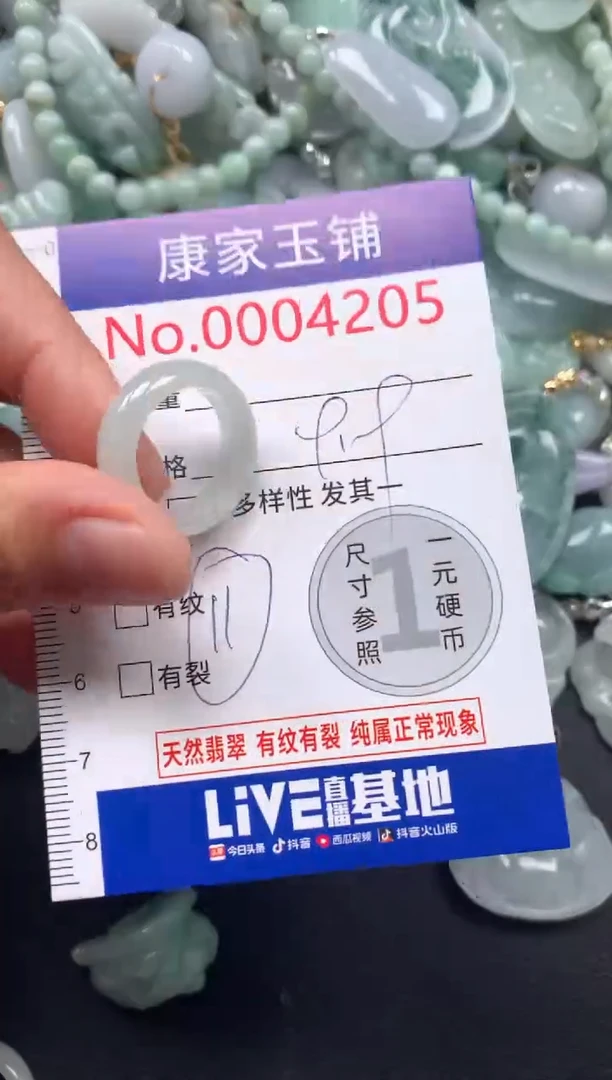 康家玉铺
No.0004205
重
格
多样性 发其一
有纹
11
有裂
尺寸参照
1
一元硬币
天然翡翠 有纹有裂 纯属正常现象
LiVE直播基地
今日头条 抖音 西瓜视频 抖音火山版
0
5
6
7
8